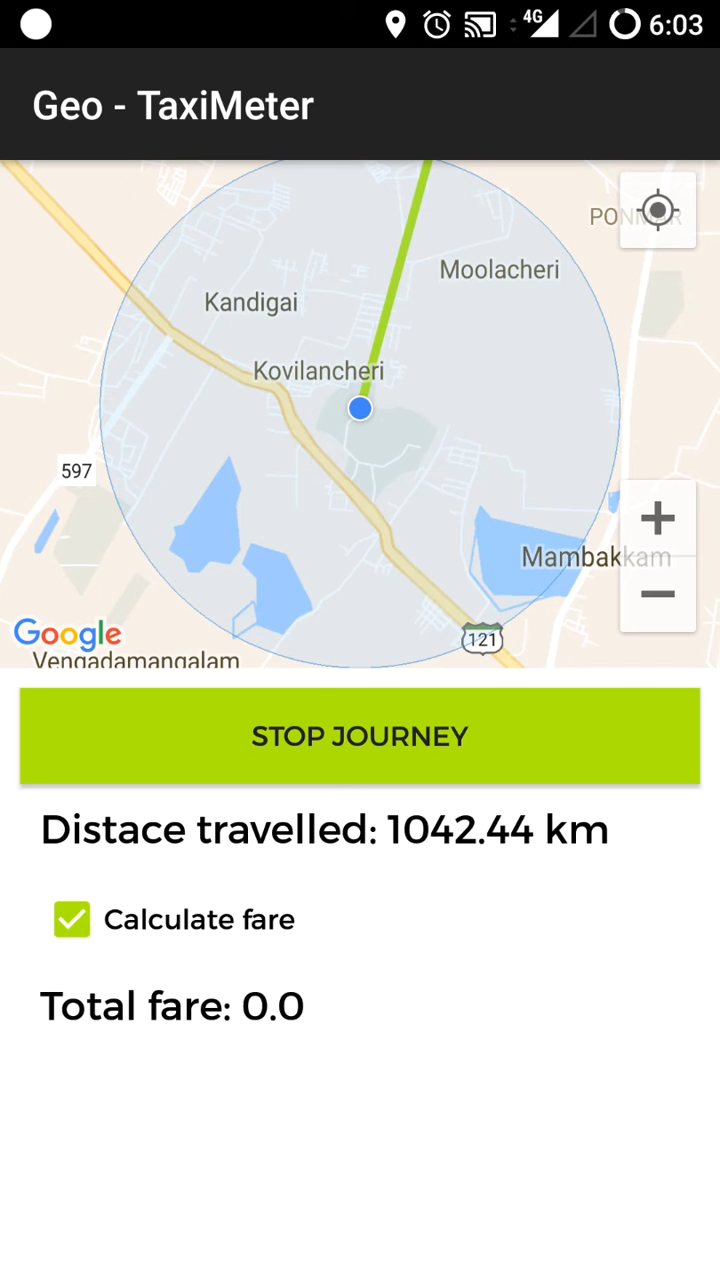 4G 6:03
Geo - TaxiMeter
Moolacheri
Kandigai
Kovilancheri
597
Mambakkam
Google
121
Vengadamangalam
STOP JOURNEY
Distace travelled: 1042.44 km
Calculate fare
Total fare: 0.0